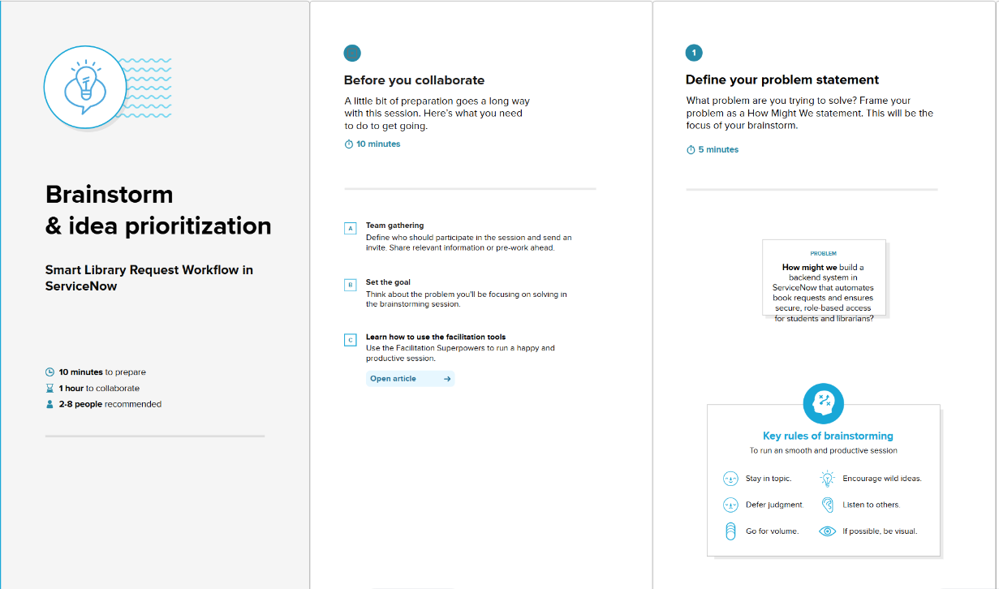 Brainstorm
& idea prioritization
Smart Library Request Workflow in
ServiceNow
10 minutes to prepare
1 hour to collaborate
2-8 people recommended
Before you collaborate
A little bit of preparation goes a long way
with this session. Here's what you need
to do to get going.
10 minutes
A
Team gathering
Define who should participate in the session and send an
invite. Share relevant information or pre-work ahead.
B
Set the goal
Think about the problem you'll be focusing on solving in
the brainstorming session.
C
Learn how to use the facilitation tools
Use the Facilitation Superpowers to run a happy and
productive session.
Open article
1
Define your problem statement
What problem are you trying to solve? Frame your
problem as a How Might We statement. This will be the
focus of your brainstorm.
5 minutes
PROBLEM
How might we build a
backend system in
ServiceNow that automates
book requests and ensures
secure, role-based access
for students and librarians?
Key rules of brainstorming
To run an smooth and productive session
Stay in topic.
Encourage wild ideas.
Defer judgment.
Listen to others.
Go for volume.
If possible, be visual.